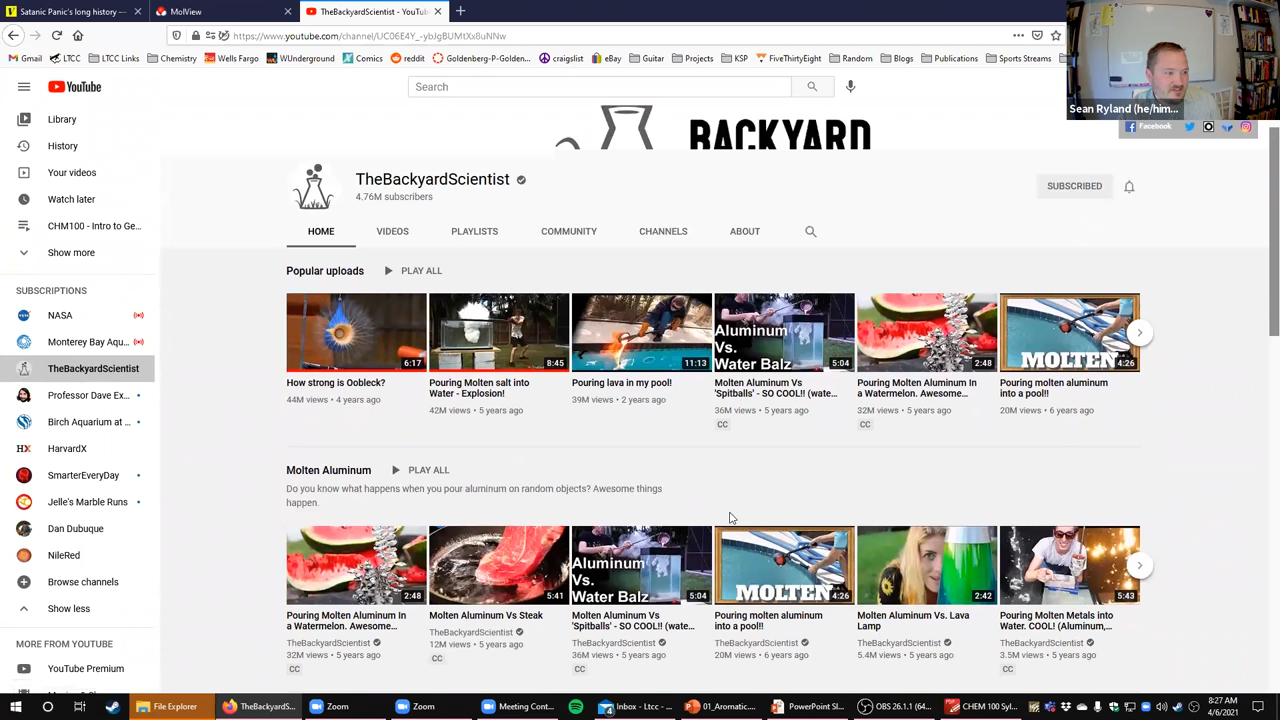 Satanic Panic's long history —
MolView
TheBackyardScientist - YouTu
https://www.youtube.com/channel/UC06E4Y_-ybJgBUMtXx8uNNw
Gmail
LTCC
LTCC Links
Chemistry
Wells Fargo
WUnderground
Comics
reddit
Goldenberg-P-Golden...
craigslist
eBay
Guitar
Projects
KSP
FiveThirtyEight
Random
Blogs
Publications
Sports Streams
Sean Ryland (he/him...
Facebook
YouTube
Search
BACKYARD
Library
History
Your videos
Watch later
CHM100 - Intro to Ge...
Show more
SUBSCRIPTIONS
NASA
Monterey Bay Aqu...
TheBackyardScientist
Professor Dave Ex...
Birch Aquarium at ...
HarvardX
SmarterEveryDay
Jelle's Marble Runs
Dan Dubuque
NileRed
Browse channels
Show less
MORE FROM YOUTUBE
YouTube Premium
TheBackyardScientist
4.76M subscribers
SUBSCRIBED
HOME
VIDEOS
PLAYLISTS
COMMUNITY
CHANNELS
ABOUT
Popular uploads
PLAY ALL
6:17
How strong is Oobleck?
44M views • 4 years ago
8:45
Pouring Molten salt into
Water - Explosion!
42M views • 5 years ago
11:13
Pouring lava in my pool!
39M views • 2 years ago
Aluminum
Vs.
Water Balz
5:04
Molten Aluminum Vs
'Spitballs' - SO COOL!! (wate...
36M views • 5 years ago
CC
2:48
Pouring Molten Aluminum In
a Watermelon. Awesome...
32M views • 5 years ago
CC
MOLTEN
4:26
Pouring molten aluminum
into a pool!!
20M views • 6 years ago
Molten Aluminum
PLAY ALL
Do you know what happens when you pour aluminum on random objects? Awesome things
happen.
2:48
Pouring Molten Aluminum In
a Watermelon. Awesome...
TheBackyardScientist
32M views • 5 years ago
CC
5:41
Molten Aluminum Vs Steak
TheBackyardScientist
12M views • 5 years ago
CC
Aluminum
Vs.
Water Balz
5:04
Molten Aluminum Vs
'Spitballs' - SO COOL!! (wate...
TheBackyardScientist
36M views • 5 years ago
CC
MOLTEN
4:26
Pouring molten aluminum
into a pool!!
TheBackyardScientist
20M views • 6 years ago
2:42
Molten Aluminum Vs. Lava
Lamp
TheBackyardScientist
5.4M views • 5 years ago
5:43
Pouring Molten Metals into
Water. COOL! (Aluminum,...
TheBackyardScientist
3.5M views • 5 years ago
CC
File Explorer
TheBackyardS...
Zoom
Zoom
Meeting Cont...
Inbox - Ltcc - ...
01_Aromatic...
PowerPoint Sl...
OBS 26.1.1 (64...
CHEM 100 Syl...
8:27 AM
4/6/2021